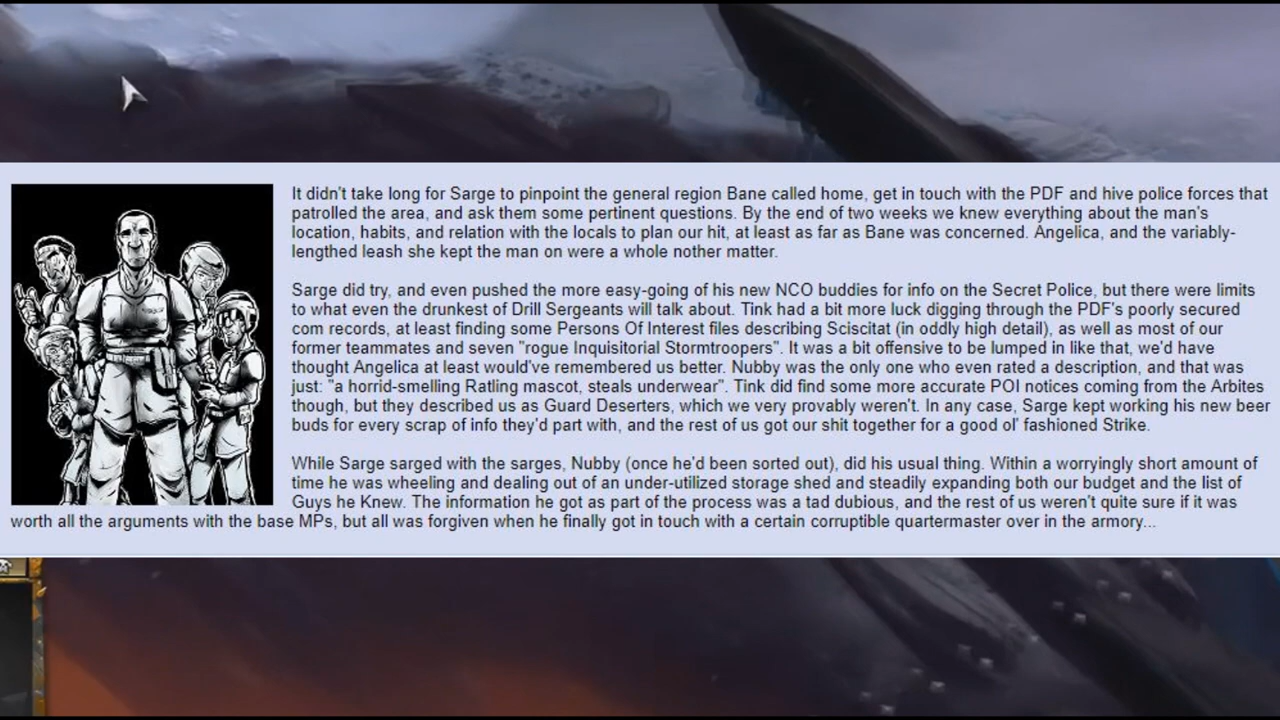 It didn't take long for Sarge to pinpoint the general region Bane called home, get in touch with the PDF and hive police forces that
patrolled the area, and ask them some pertinent questions. By the end of two weeks we knew everything about the man's
location, habits, and relation with the locals to plan our hit, at least as far as Bane was concerned. Angelica, and the variably-
lengthed leash she kept the man on were a whole nother matter.
Sarge did try, and even pushed the more easy-going of his new NCO buddies for info on the Secret Police, but there were limits
to what even the drunkest of Drill Sergeants will talk about. Tink had a bit more luck digging through the PDF's poorly secured
com records, at least finding some Persons Of Interest files describing Sciscitat (in oddly high detail), as well as most of our
former teammates and seven "rogue Inquisitorial Stormtroopers". It was a bit offensive to be lumped in like that, we'd have
thought Angelica at least would've remembered us better. Nubby was the only one who even rated a description, and that was
just: "a horrid-smelling Ratling mascot, steals underwear". Tink did find some more accurate POI notices coming from the Arbites
though, but they described us as Guard Deserters, which we very provably weren't. In any case, Sarge kept working his new beer
buds for every scrap of info they'd part with, and the rest of us got our shit together for a good ol' fashioned Strike.
While Sarge sarged with the sarges, Nubby (once he'd been sorted out), did his usual thing. Within a worryingly short amount of
time he was wheeling and dealing out of an under-utilized storage shed and steadily expanding both our budget and the list of
Guys he Knew. The information he got as part of the process was a tad dubious, and the rest of us weren't quite sure if it was
worth all the arguments with the base MPs, but all was forgiven when he finally got in touch with a certain corruptible quartermaster over in the armory...